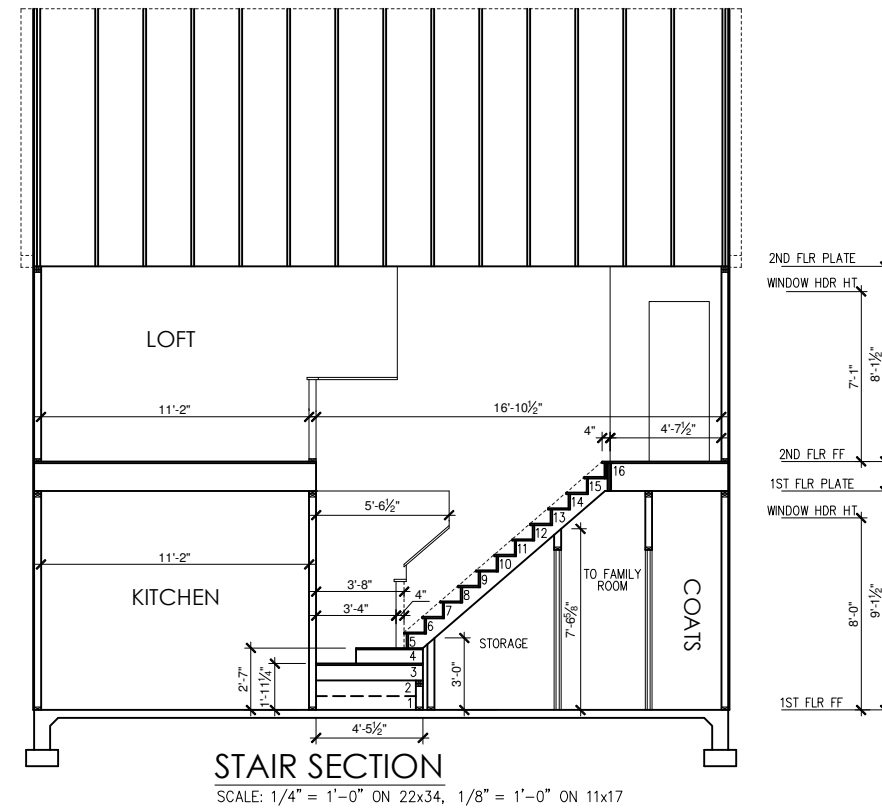 2ND FLR PLATE
WINDOW HDR HT
LOFT
7'-1"
8'-1½"
11'-2"
16'-10½"
4"
4'-7½"
2ND FLR FF
16
15
1ST FLR PLATE
14
5'-6½"
13
WINDOW HDR HT
12
11
11'-2"
10
9
TO FAMILY
ROOM
3'-8"
4"
8
KITCHEN
COATS
3'-4"
7
7'-6⅝"
8'-0"
9'-1½"
6
5
STORAGE
4
3
2'-7"
1'-11¼"
3'-0"
2
1
1ST FLR FF
4'-5½"
STAIR SECTION
SCALE: 1/4" = 1'-0" ON 22x34, 1/8" = 1'-0" ON 11x17